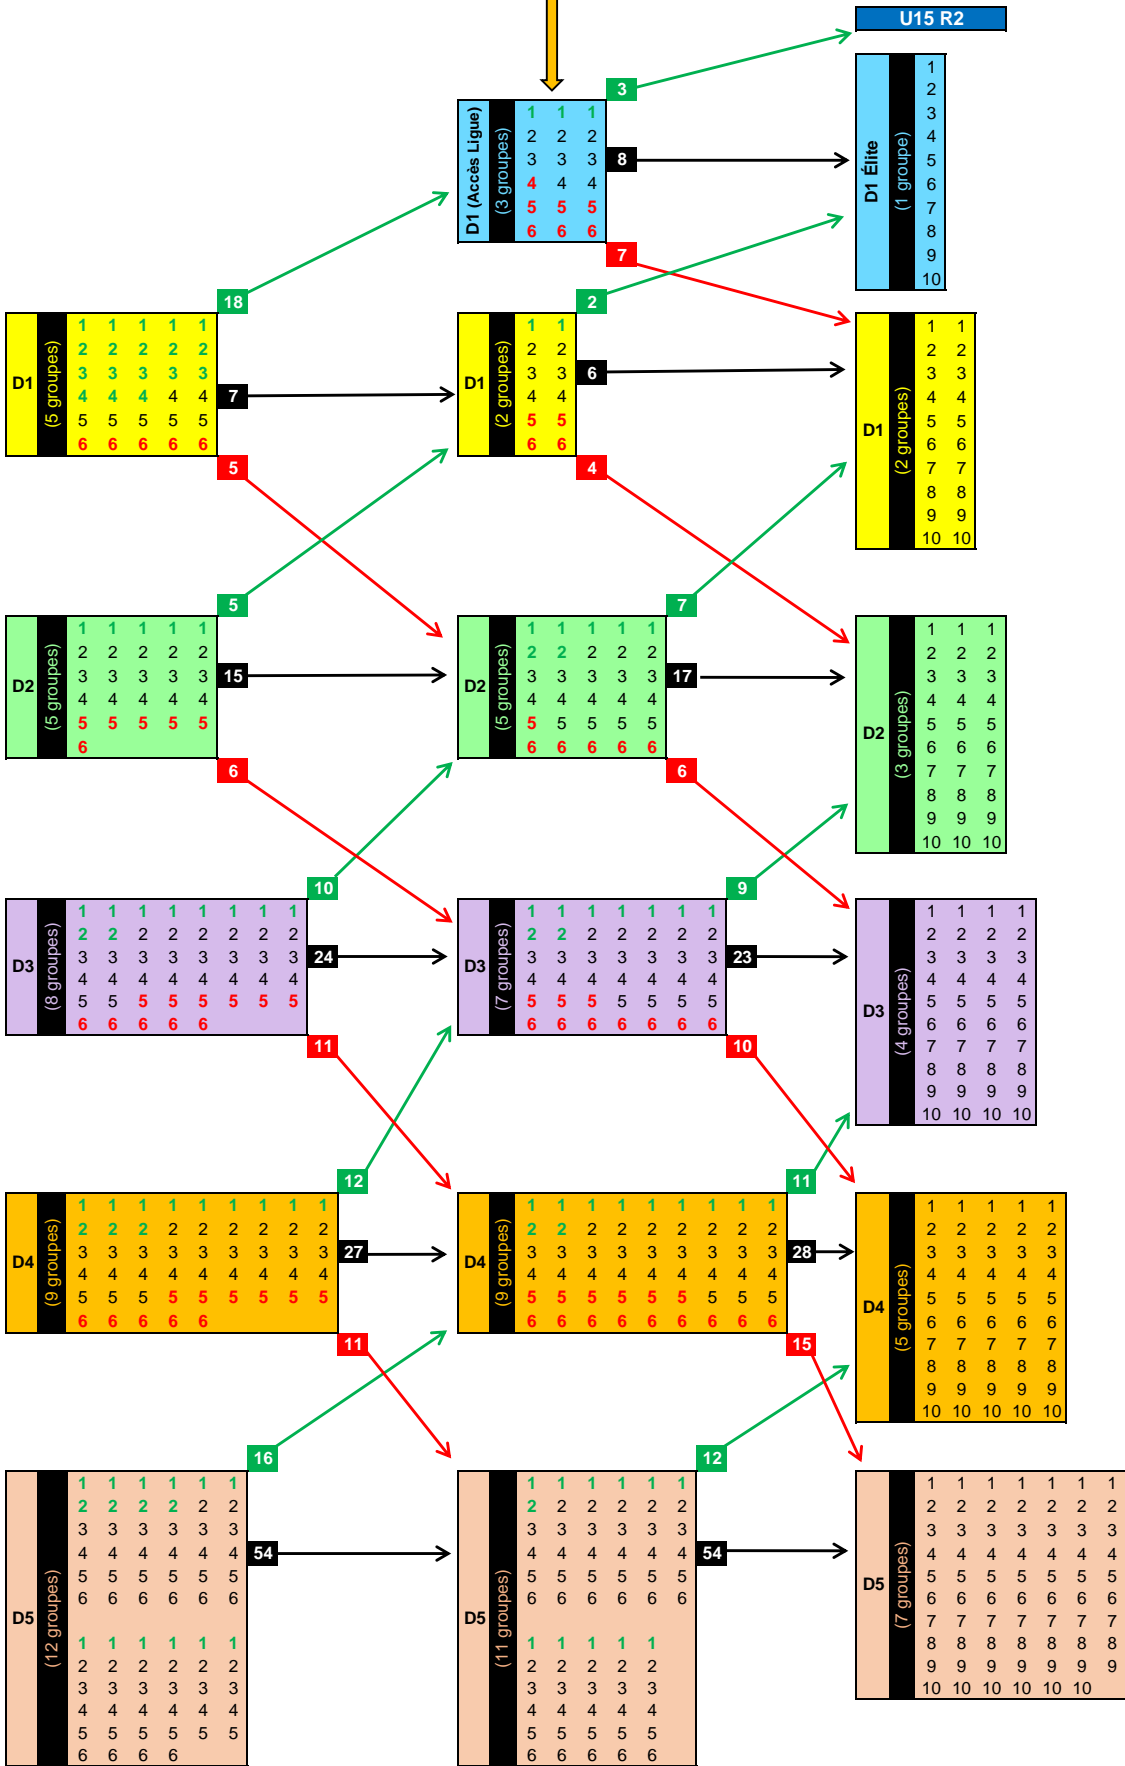 U15 R2
D1 (Accès Ligue)
(3 groupes)
1 1 1
2 2 2
3 3 3
4 4 4
5 5 5
6 6 6
3
8
7
D1 Élite
(1 groupe)
1
2
3
4
5
6
7
8
9
10
D1
(5 groupes)
1 1 1 1 1
2 2 2 2 2
3 3 3 3 3
4 4 4 4 4
5 5 5 5 5
6 6 6 6 6
18
7
5
D1
(2 groupes)
1 1
2 2
3 3
4 4
5 5
6 6
2
6
4
D1
(2 groupes)
1 1
2 2
3 3
4 4
5 5
6 6
7 7
8 8
9 9
10 10
D2
(5 groupes)
1 1 1 1 1
2 2 2 2 2
3 3 3 3 3
4 4 4 4 4
5 5 5 5 5
6
5
15
6
D2
(5 groupes)
1 1 1 1 1
2 2 2 2 2
3 3 3 3 3
4 4 4 4 4
5 5 5 5 5
6 6 6 6 6
7
17
6
D2
(3 groupes)
1 1 1
2 2 2
3 3 3
4 4 4
5 5 5
6 6 6
7 7 7
8 8 8
9 9 9
10 10 10
D3
(8 groupes)
1 1 1 1 1 1 1 1
2 2 2 2 2 2 2 2
3 3 3 3 3 3 3 3
4 4 4 4 4 4 4 4
5 5 5 5 5 5 5 5
6 6 6 6 6
10
24
11
D3
(7 groupes)
1 1 1 1 1 1 1
2 2 2 2 2 2 2
3 3 3 3 3 3 3
4 4 4 4 4 4 4
5 5 5 5 5 5 5
6 6 6 6 6 6 6
9
23
10
D3
(4 groupes)
1 1 1 1
2 2 2 2
3 3 3 3
4 4 4 4
5 5 5 5
6 6 6 6
7 7 7 7
8 8 8 8
9 9 9 9
10 10 10 10
D4
(9 groupes)
1 1 1 1 1 1 1 1 1
2 2 2 2 2 2 2 2 2
3 3 3 3 3 3 3 3 3
4 4 4 4 4 4 4 4 4
5 5 5 5 5 5 5 5 5
6 6 6 6 6
12
27
11
D4
(9 groupes)
1 1 1 1 1 1 1 1 1
2 2 2 2 2 2 2 2 2
3 3 3 3 3 3 3 3 3
4 4 4 4 4 4 4 4 4
5 5 5 5 5 5 5 5 5
6 6 6 6 6 6 6 6 6
11
28
15
D4
(5 groupes)
1 1 1 1 1
2 2 2 2 2
3 3 3 3 3
4 4 4 4 4
5 5 5 5 5
6 6 6 6 6
7 7 7 7 7
8 8 8 8 8
9 9 9 9 9
10 10 10 10 10
D5
(12 groupes)
1 1 1 1 1 1
2 2 2 2 2 2
3 3 3 3 3 3
4 4 4 4 4 4
5 5 5 5 5 5
6 6 6 6 6 6
1 1 1 1 1 1
2 2 2 2 2 2
3 3 3 3 3 3
4 4 4 4 4 4
5 5 5 5 5 5
6 6 6 6
16
54
D5
(11 groupes)
1 1 1 1 1 1
2 2 2 2 2 2
3 3 3 3 3 3
4 4 4 4 4 4
5 5 5 5 5 5
6 6 6 6 6 6
1 1 1 1 1
2 2 2 2 2
3 3 3 3 3
4 4 4 4 4
5 5 5 5 5
6 6 6 6 6
12
54
D5
(7 groupes)
1 1 1 1 1 1 1
2 2 2 2 2 2 2
3 3 3 3 3 3 3
4 4 4 4 4 4 4
5 5 5 5 5 5 5
6 6 6 6 6 6 6
7 7 7 7 7 7 7
8 8 8 8 8 8 8
9 9 9 9 9 9 9
10 10 10 10 10 10